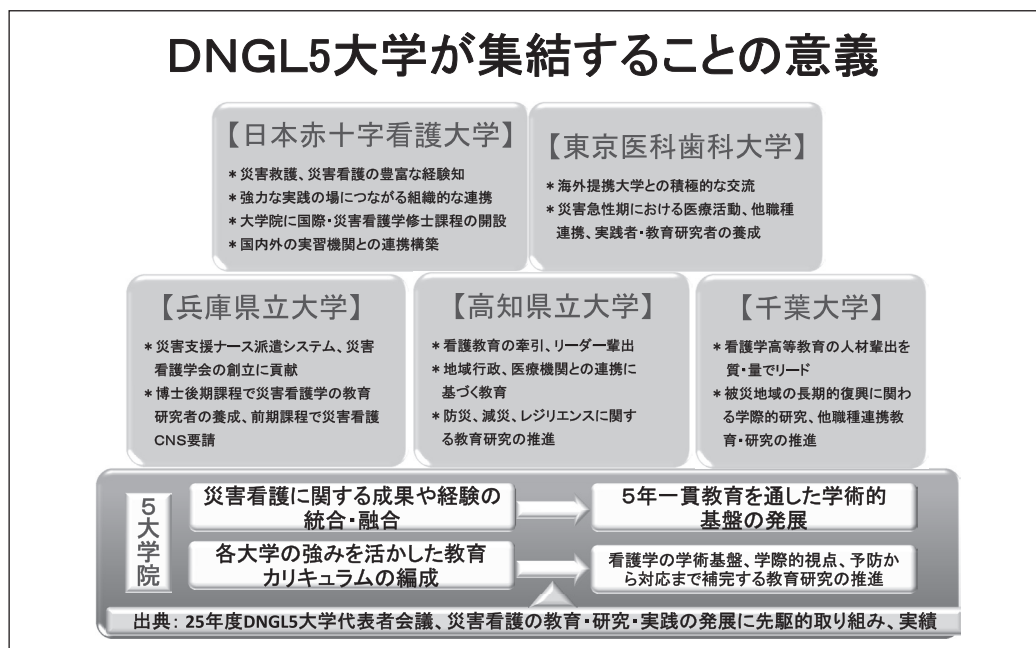 DNGL5大学が集結することの意義
【日本赤十字看護大学】
＊災害救護、災害看護の豊富な経験知
＊強力な実践の場につながる組織的な連携
＊大学院に国際・災害看護学修士課程の開設
＊国内外の実習機関との連携構築
【東京医科歯科大学】
＊海外提携大学との積極的な交流
＊災害急性期における医療活動、他職種
連携、実践者・教育研究者の養成
【兵庫県立大学】
＊災害支援ナース派遣システム、災害
看護学会の創立に貢献
＊博士後期課程で災害看護学の教育
研究者の養成、前期課程で災害看護
CNS要請
【高知県立大学】
＊看護教育の牽引、リーダー輩出
＊地域行政、医療機関との連携に
基づく教育
＊防災、減災、レジリエンスに関す
る教育研究の推進
【千葉大学】
＊看護学高等教育の人材輩出を
質・量でリード
＊被災地域の長期的復興に関わ
る学際的研究、他職種連携教
育・研究の推進
5大学院
災害看護に関する成果や経験の
統合・融合
5年一貫教育を通した学術的
基盤の発展
各大学の強みを活かした教育
カリキュラムの編成
看護学の学術基盤、学際的視点、予防か
ら対応まで補完する教育研究の推進
出典：25年度DNGL5大学代表者会議、災害看護の教育・研究・実践の発展に先駆的取り組み、実績